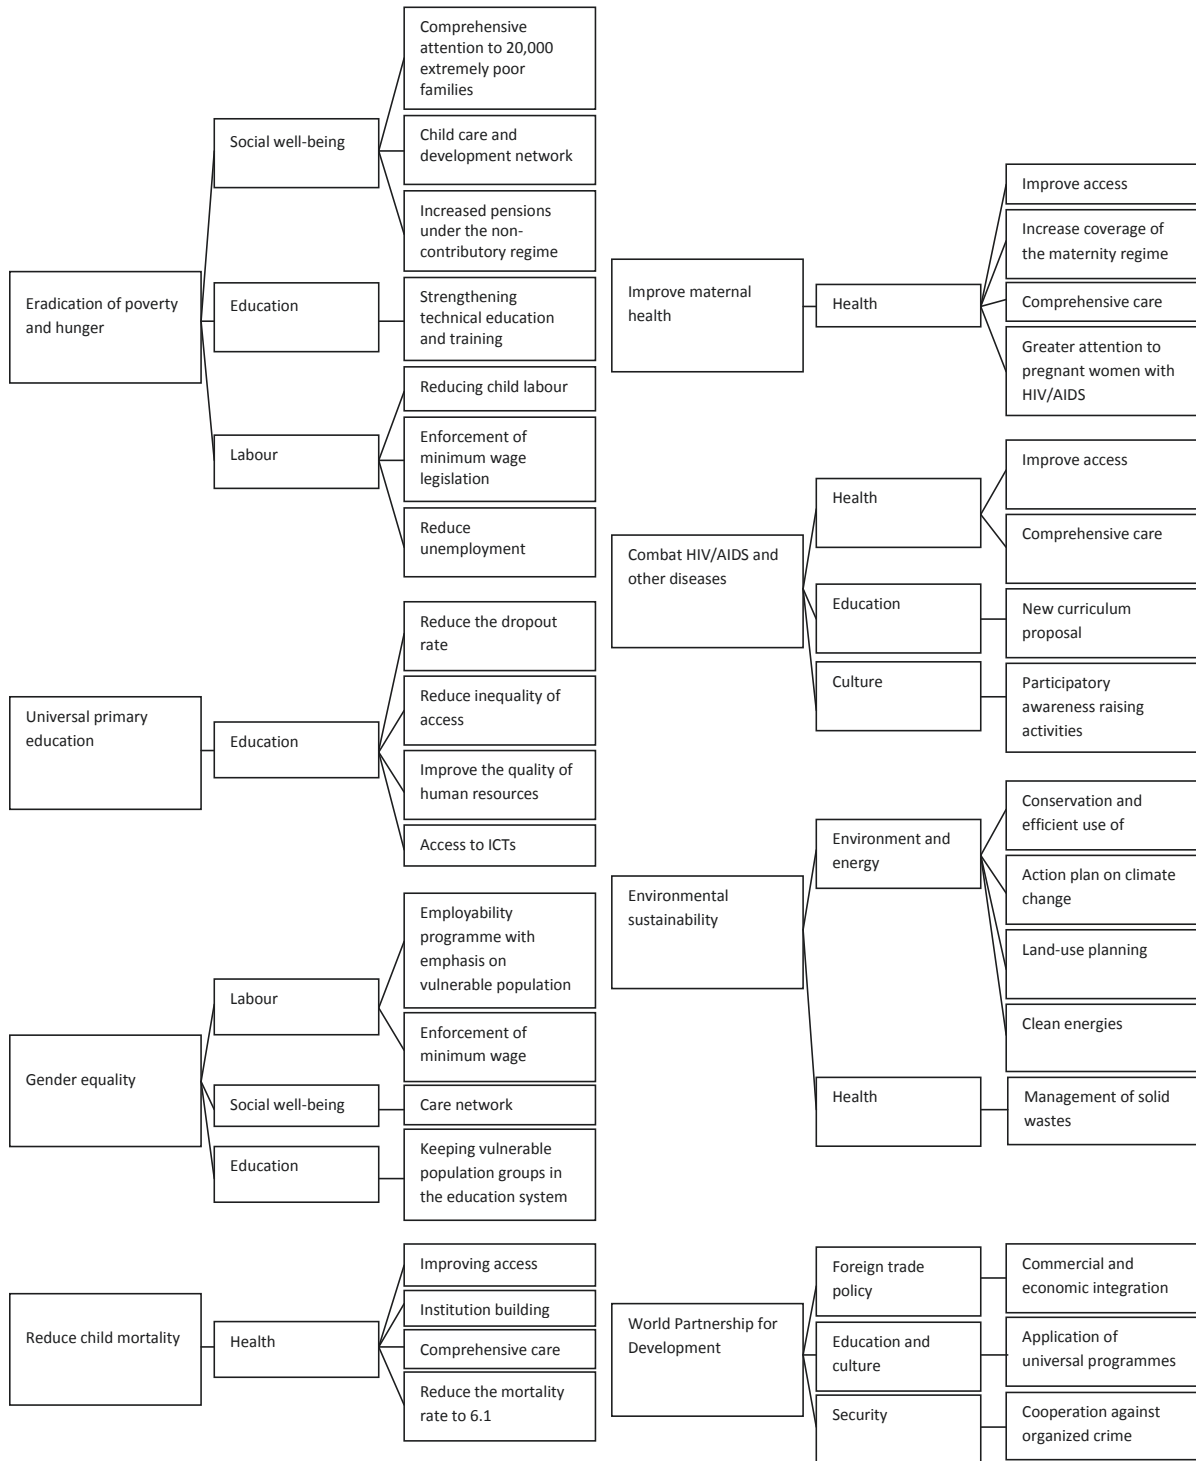 Eradication of poverty
and hunger
Social well-being
Comprehensive
attention to 20,000
extremely poor
families
Child care and
development network
Increased pensions
under the non-
contributory regime
Education
Strengthening
technical education
and training
Labour
Reducing child labour
Enforcement of
minimum wage
legislation
Reduce
unemployment
Universal primary
education
Education
Reduce the dropout
rate
Reduce inequality of
access
Improve the quality of
human resources
Access to ICTs
Gender equality
Labour
Employability
programme with
emphasis on
vulnerable population
Enforcement of
minimum wage
Social well-being
Care network
Education
Keeping vulnerable
population groups in
the education system
Reduce child mortality
Health
Improving access
Institution building
Comprehensive care
Reduce the mortality
rate to 6.1
Improve maternal
health
Health
Improve access
Increase coverage of
the maternity regime
Comprehensive care
Greater attention to
pregnant women with
HIV/AIDS
Combat HIV/AIDS and
other diseases
Health
Improve access
Comprehensive care
Education
New curriculum
proposal
Culture
Participatory
awareness raising
activities
Environmental
sustainability
Environment and
energy
Conservation and
efficient use of
Action plan on climate
change
Land-use planning
Clean energies
Health
Management of solid
wastes
World Partnership for
Development
Foreign trade
policy
Commercial and
economic integration
Education and
culture
Application of
universal programmes
Security
Cooperation against
organized crime